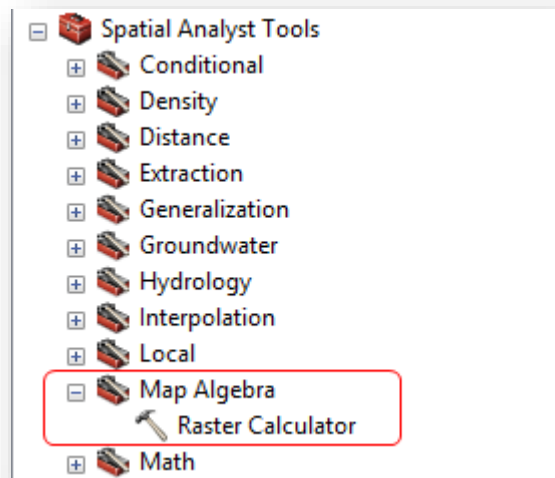 Spatial Analyst Tools
Conditional
Density
Distance
Extraction
Generalization
Groundwater
Hydrology
Interpolation
Local
Map Algebra
Raster Calculator
Math